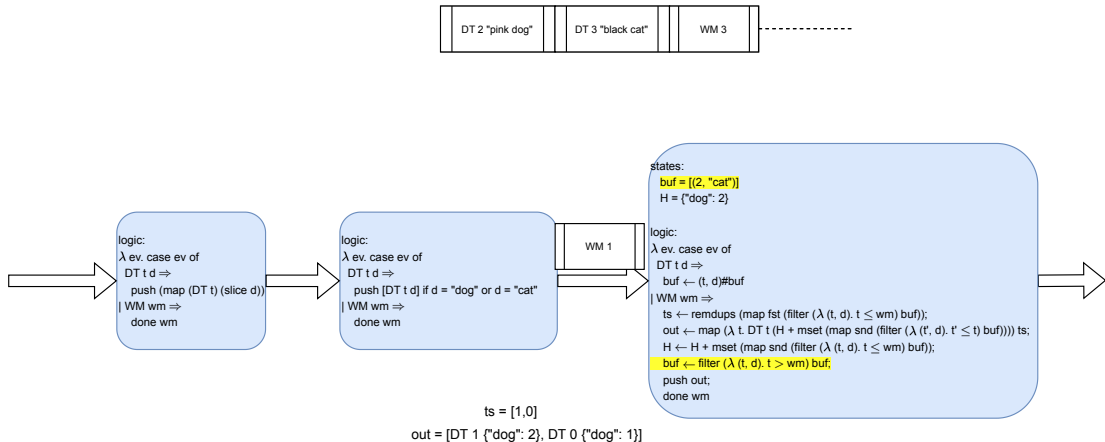 DT 2 "pink dog"
DT 3 "black cat"
WM 3
logic:
λ ev. case ev of
DT t d ⇒
push (map (DT t) (slice d))
| WM wm ⇒
done wm
logic:
λ ev. case ev of
DT t d ⇒
push [DT t d] if d = "dog" or d = "cat"
| WM wm ⇒
done wm
WM 1
states:
buf = [(2, "cat")]
H = {"dog": 2}
logic:
λ ev. case ev of
DT t d ⇒
buf ← (t, d)#buf
| WM wm ⇒
ts ← remdups (map fst (filter (λ (t, d). t ≤ wm) buf));
out ← map (λ t. DT t (H + mset (map snd (filter (λ (t', d). t' ≤ t) buf)))) ts;
H ← H + mset (map snd (filter (λ (t, d). t ≤ wm) buf));
buf ← filter (λ (t, d). t > wm) buf;
push out;
done wm
ts = [1,0]
out = [DT 1 {"dog": 2}, DT 0 {"dog": 1}]